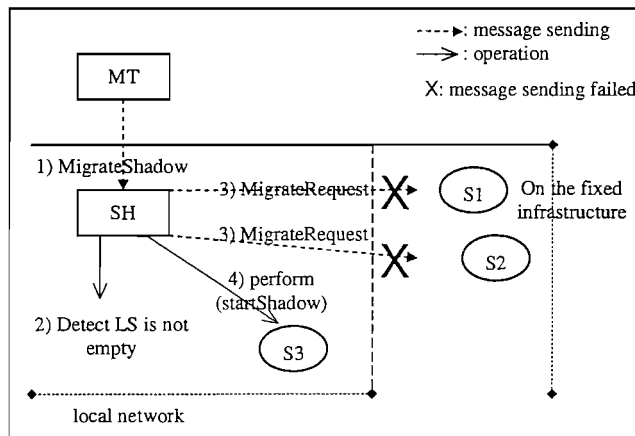 : message sending
: operation
X: message sending failed
MT
1) MigrateShadow
SH
3) MigrateRequest
X
S1
On the fixed
infrastructure
3) MigrateRequest
X
S2
4) perform
(startShadow)
2) Detect LS is not
empty
S3
local network